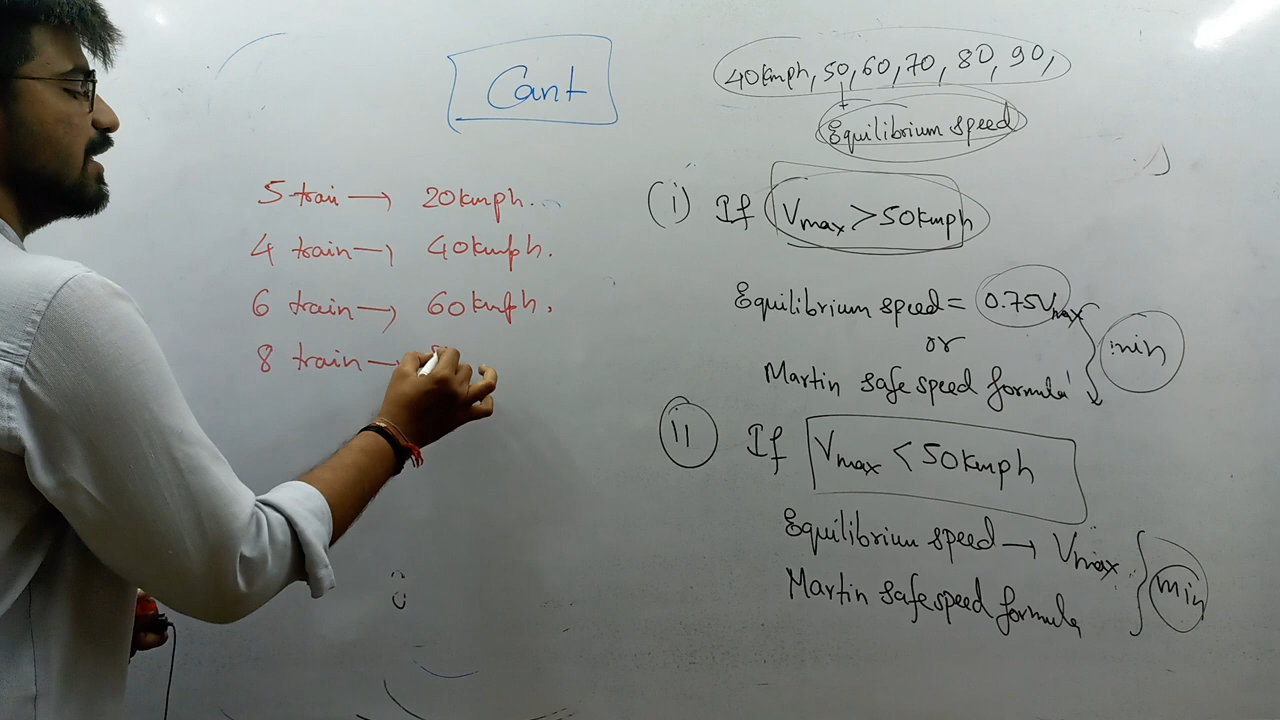 Cant
5 train → 20kmph.
4 train → 40kmph.
6 train → 60kmph.
8 train →
40kmph, 50, 60, 70, 80, 90,
Equilibrium speed
(i) If Vmax > 50kmph
Equilibrium speed = 0.75Vmax
or
Martin safe speed formula
min
II If Vmax < 50kmph
Equilibrium speed → Vmax
Martin safe speed formula
min